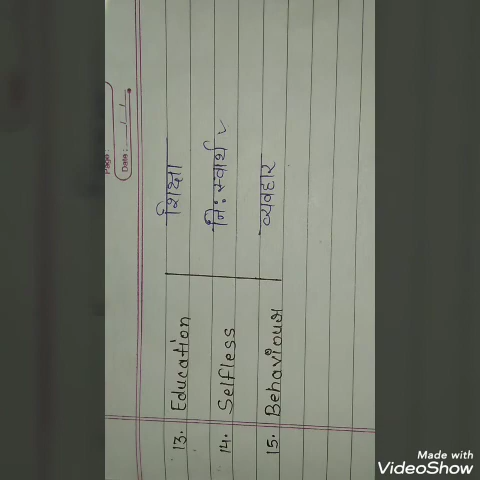 Page:
Date: / /
13. Education शिक्षा
14. Selfless निःस्वार्थ
15. Behaviour व्यवहार
Made with
VideoShow